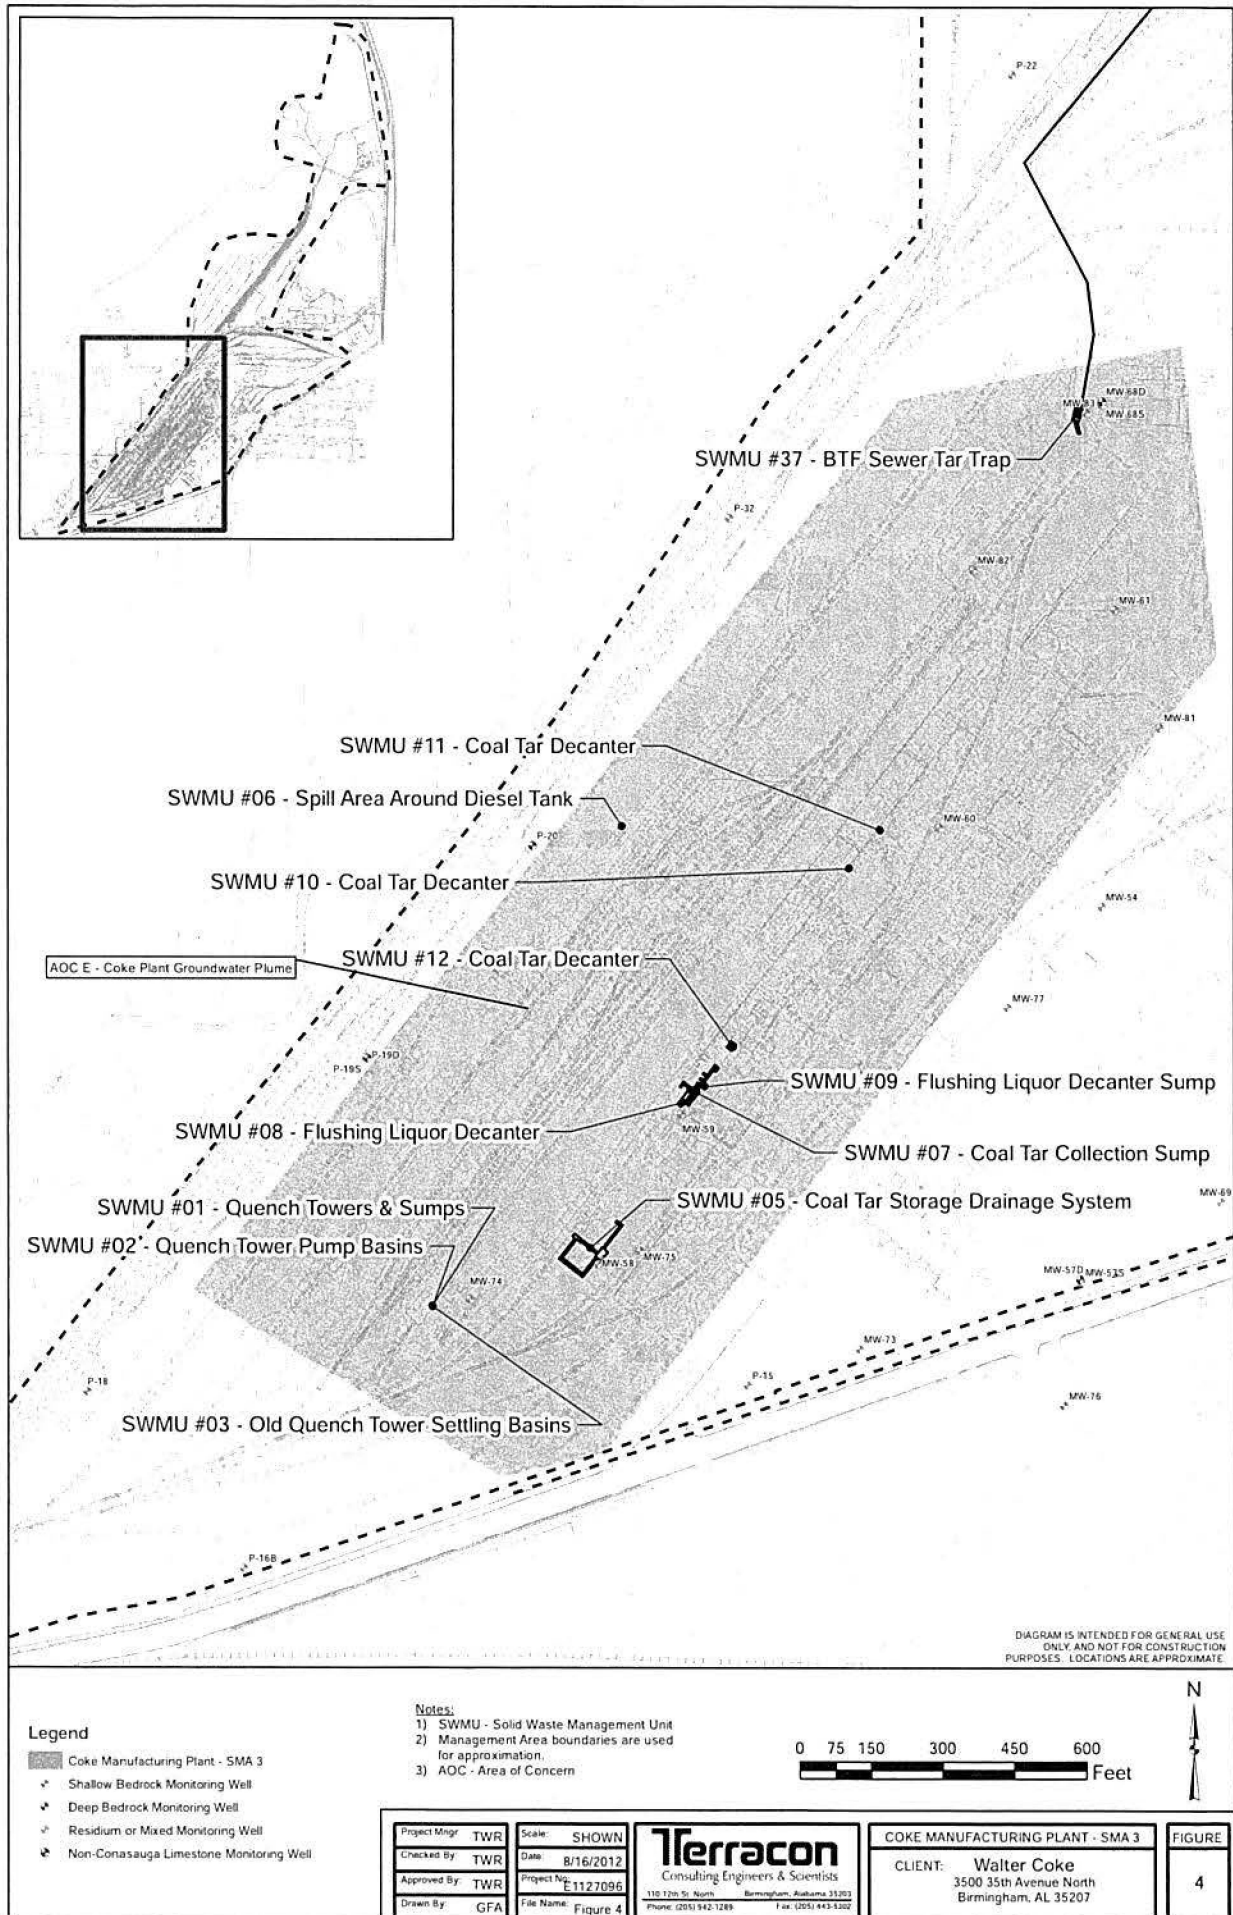 P-22
MW-68D
MW-83
MW-68S
SWMU #37 - BTF Sewer Tar Trap
P-32
MW-82
MW-61
MW-81
SWMU #11 - Coal Tar Decanter
SWMU #06 - Spill Area Around Diesel Tank
P-20
MW-60
SWMU #10 - Coal Tar Decanter
MW-54
SWMU #12 - Coal Tar Decanter
AOC E - Coke Plant Groundwater Plume
MW-77
P-19D
P-19S
SWMU #09 - Flushing Liquor Decanter Sump
SWMU #08 - Flushing Liquor Decanter
MW-59
SWMU #07 - Coal Tar Collection Sump
MW-69
SWMU #05 - Coal Tar Storage Drainage System
SWMU #01 - Quench Towers & Sumps
SWMU #02 - Quench Tower Pump Basins
MW-75
MW-58
MW-74
MW-57D
MW-57S
MW-73
P-18
P-15
MW-76
SWMU #03 - Old Quench Tower Settling Basins
P-16B
DIAGRAM IS INTENDED FOR GENERAL USE
ONLY, AND NOT FOR CONSTRUCTION
PURPOSES. LOCATIONS ARE APPROXIMATE.
Legend
Coke Manufacturing Plant - SMA 3
Shallow Bedrock Monitoring Well
Deep Bedrock Monitoring Well
Residium or Mixed Monitoring Well
Non-Conasauga Limestone Monitoring Well
Notes:
1) SWMU - Solid Waste Management Unit
2) Management Area boundaries are used
for approximation.
3) AOC - Area of Concern
0 75 150 300 450 600
Feet
N
Project Mngr: TWR
Checked By: TWR
Approved By: TWR
Drawn By: GFA
Scale: SHOWN
Date: 8/16/2012
Project No: E1127096
File Name: Figure 4
Terracon
Consulting Engineers & Scientists
110 12th St. North Birmingham, Alabama 35203
Phone: (205) 942-1289 Fax: (205) 443-5302
COKE MANUFACTURING PLANT - SMA 3
CLIENT: Walter Coke
3500 35th Avenue North
Birmingham, AL 35207
FIGURE
4